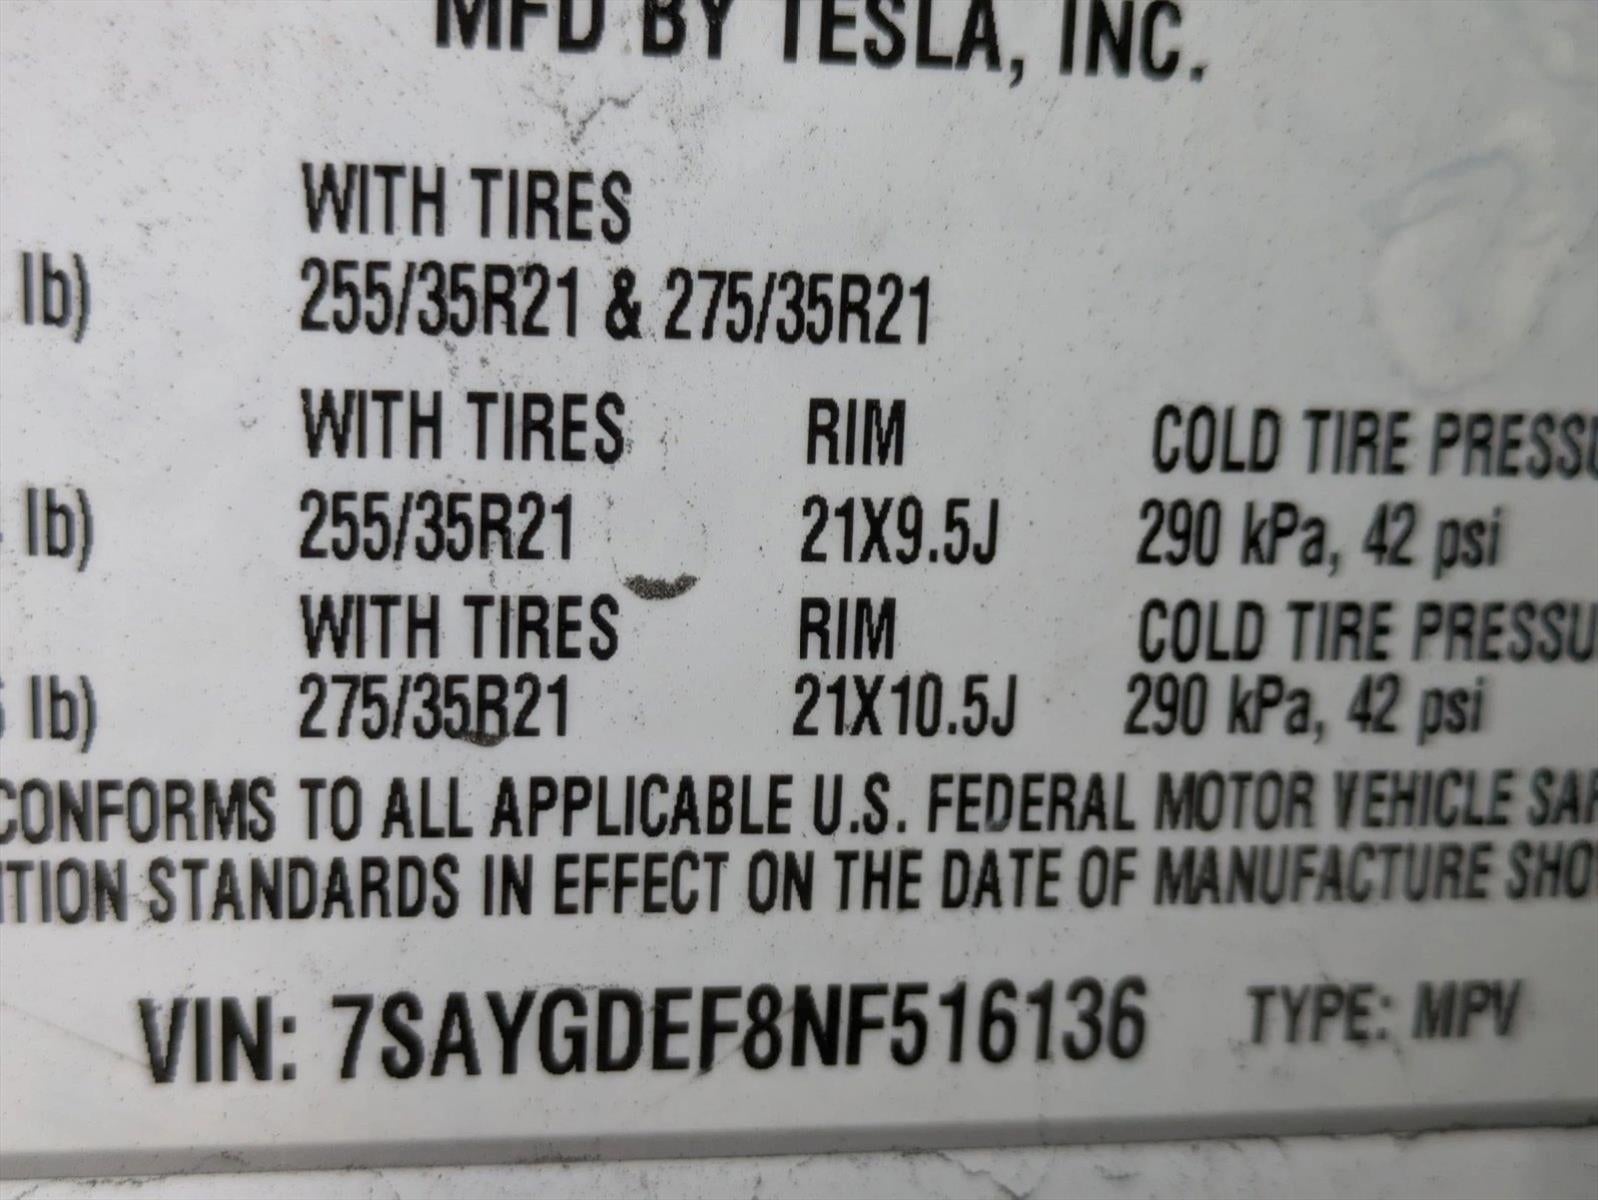 MFD BY TESLA, INC.
WITH TIRES
lb) 255/35R21 & 275/35R21
WITH TIRES RIM COLD TIRE PRESSU
lb) 255/35R21 21X9.5J 290 kPa, 42 psi
WITH TIRES RIM COLD TIRE PRESSU
lb) 275/35R21 21X10.5J 290 kPa, 42 psi
CONFORMS TO ALL APPLICABLE U.S. FEDERAL MOTOR VEHICLE SAF
TION STANDARDS IN EFFECT ON THE DATE OF MANUFACTURE SHO
VIN: 7SAYGDEF8NF516136 TYPE: MPV